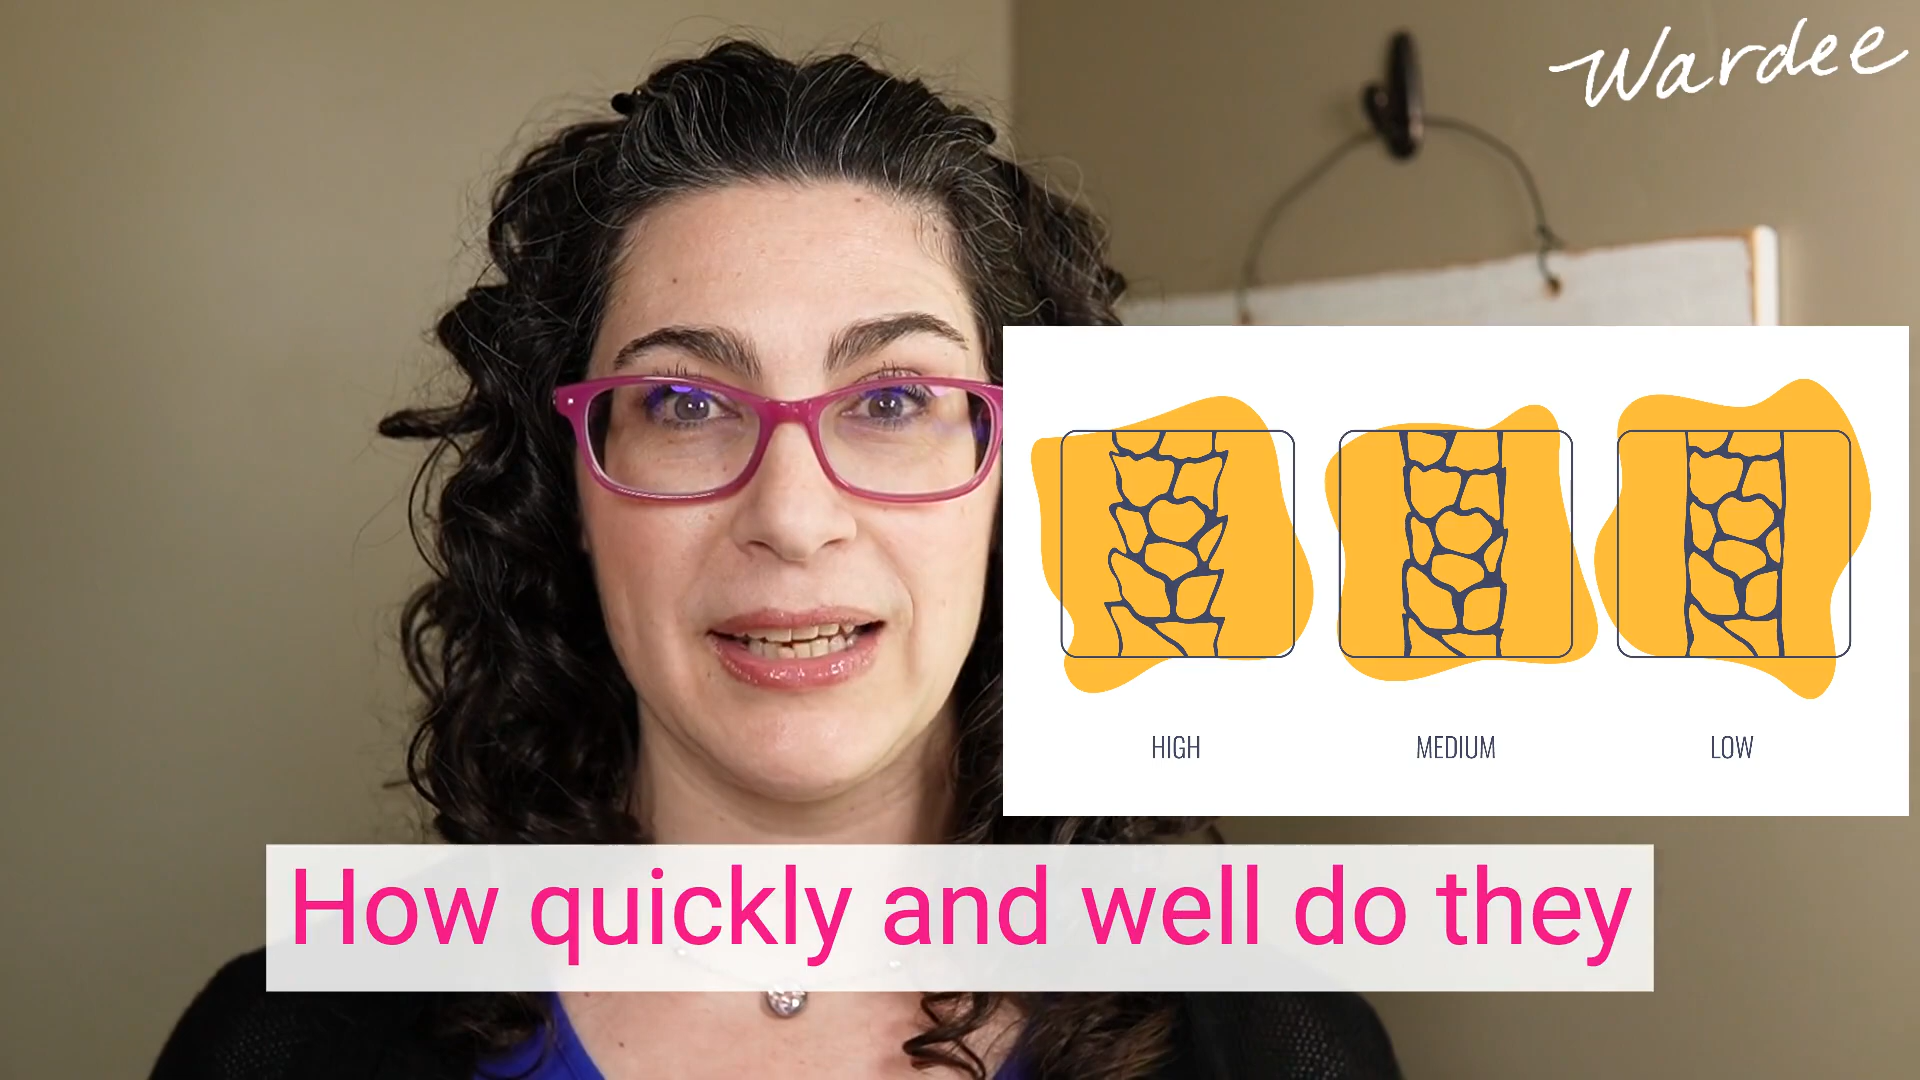 Wardee
HIGH
MEDIUM
LOW
How quickly and well do they